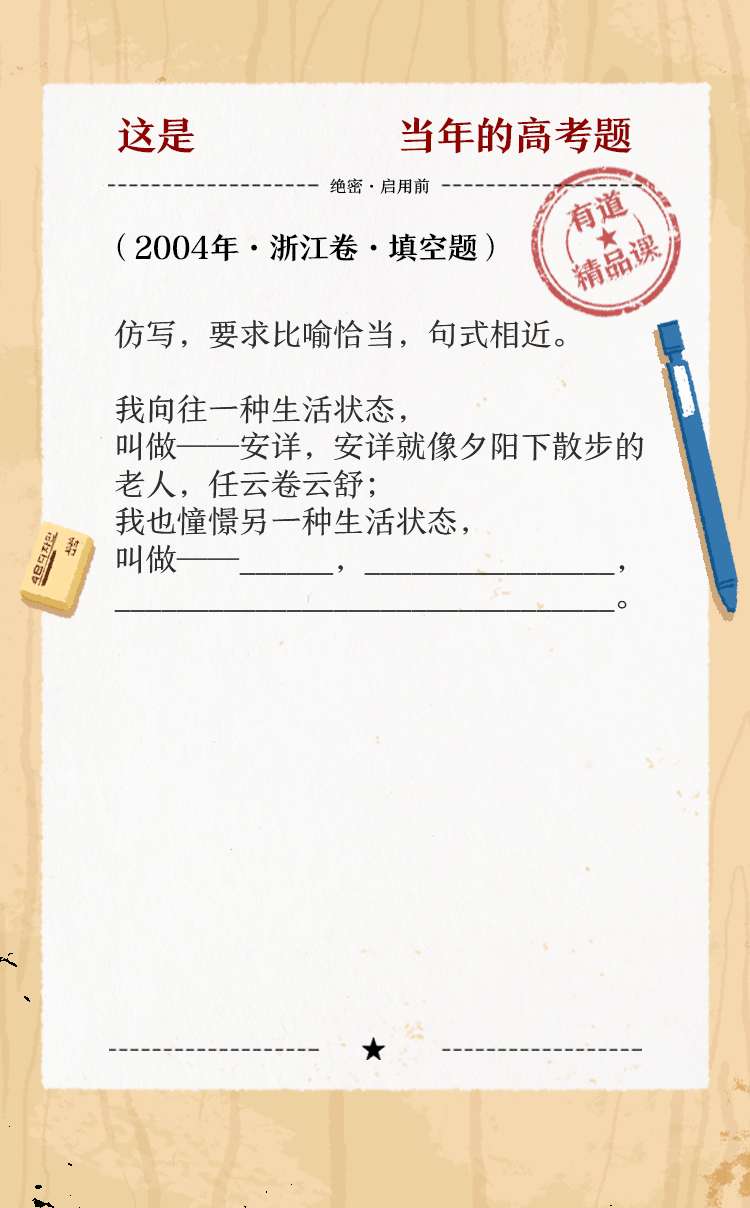 这是 当年的高考题
绝密·启用前
（2004年·浙江卷·填空题）
有道
精品课
仿写，要求比喻恰当，句式相近。
我向往一种生活状态，
叫做——安详，安详就像夕阳下散步的
老人，任云卷云舒；
我也憧憬另一种生活状态，
叫做——______，________________，
________________________________。